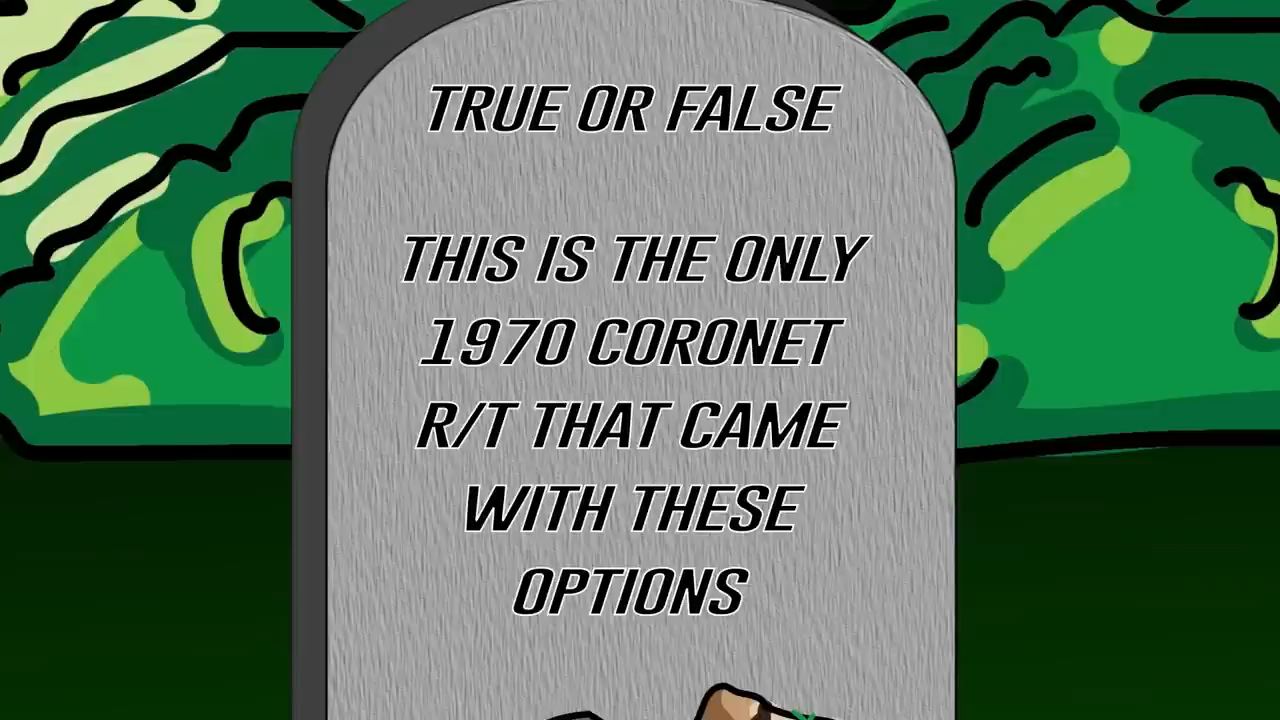 TRUE OR FALSE
THIS IS THE ONLY
1970 CORONET
R/T THAT CAME
WITH THESE
OPTIONS